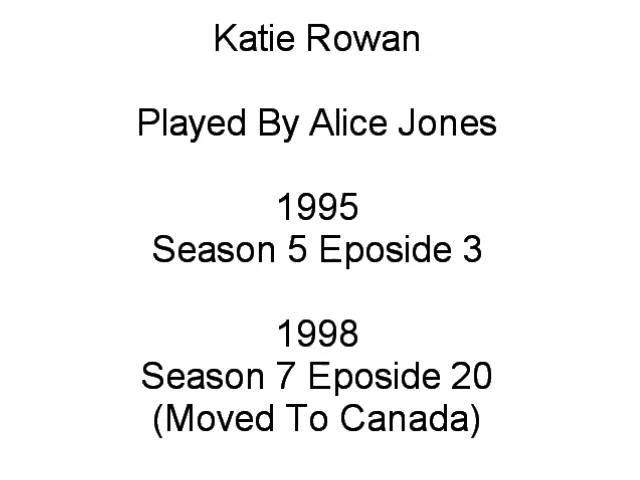 Katie Rowan
Played By Alice Jones
1995
Season 5 Eposide 3
1998
Season 7 Eposide 20
(Moved To Canada)